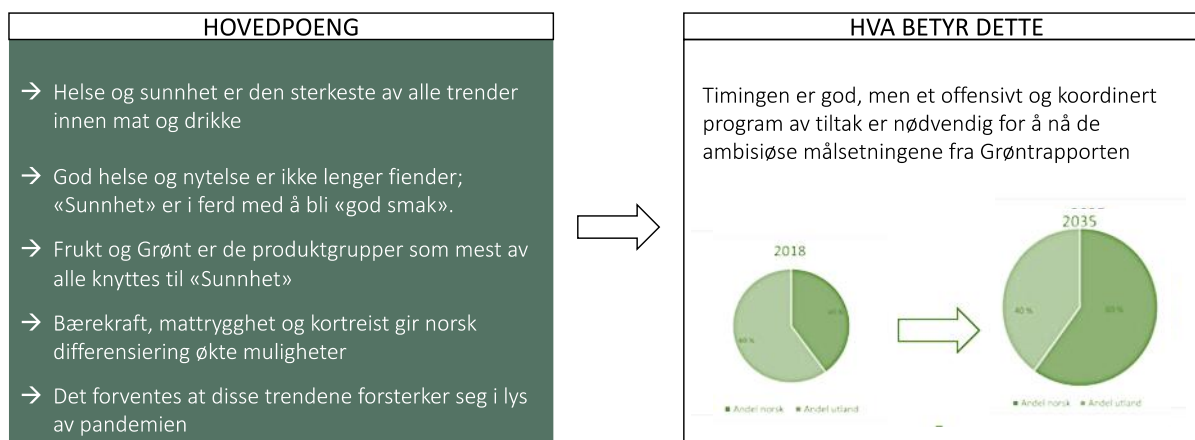 HOVEDPOENG
→ Helse og sunnhet er den sterkeste av alle trender
innen mat og drikke
→ God helse og nytelse er ikke lenger fiender;
«Sunnhet» er i ferd med å bli «god smak».
→ Frukt og Grønt er de produktgrupper som mest av
alle knyttes til «Sunnhet»
→ Bærekraft, mattrygghet og kortreist gir norsk
differensiering økte muligheter
→ Det forventes at disse trendene forsterker seg i lys
av pandemien
HVA BETYR DETTE
Timingen er god, men et offensivt og koordinert
program av tiltak er nødvendig for å nå de
ambisiøse målsetningene fra Grøntrapporten
2018
40 %
60 %
Andel norsk Andel utland
2035
40 %
60 %
Andel norsk Andel utland